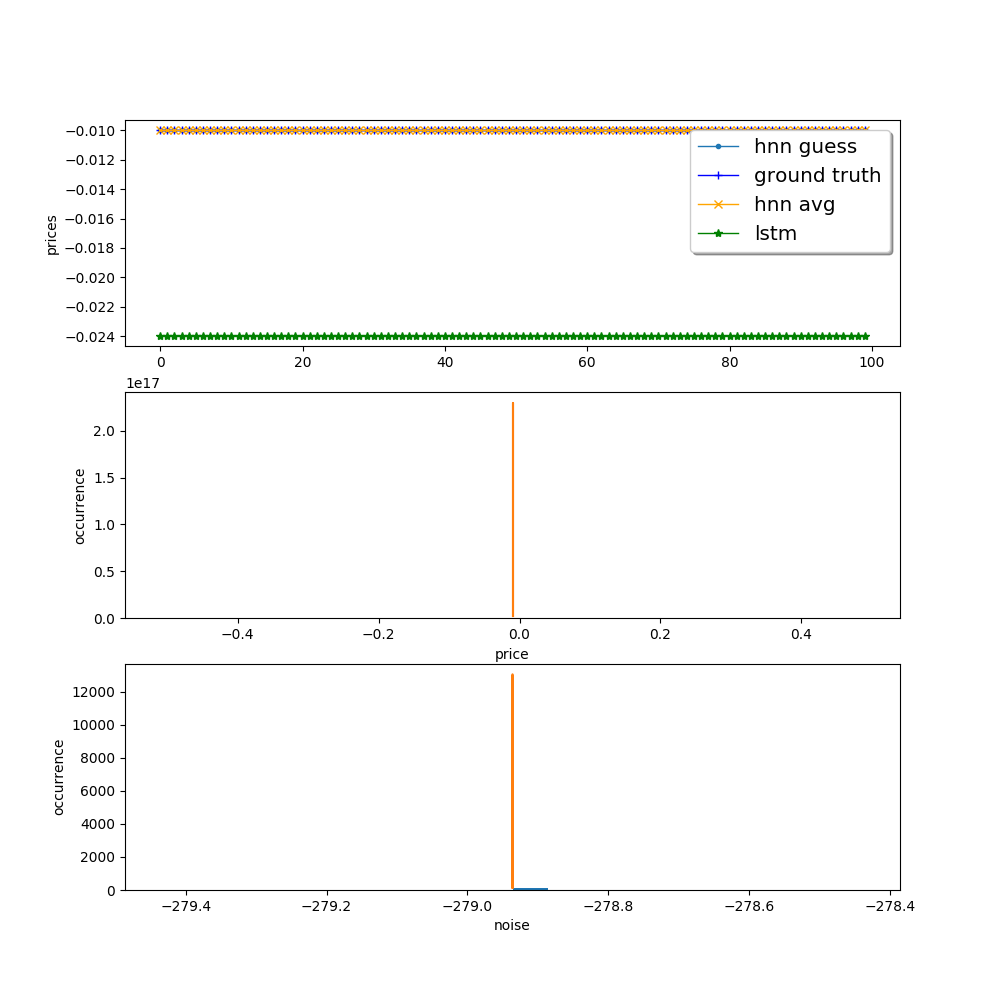 −0.010
−0.012
−0.014
−0.016
−0.018
−0.020
−0.022
−0.024
prices
hnn guess
ground truth
hnn avg
lstm
0 20 40 60 80 100
1e17
2.0
1.5
1.0
0.5
0.0
occurrence
−0.4 −0.2 0.0 0.2 0.4
price
12000
10000
8000
6000
4000
2000
0
occurrence
−279.4 −279.2 −279.0 −278.8 −278.6 −278.4
noise